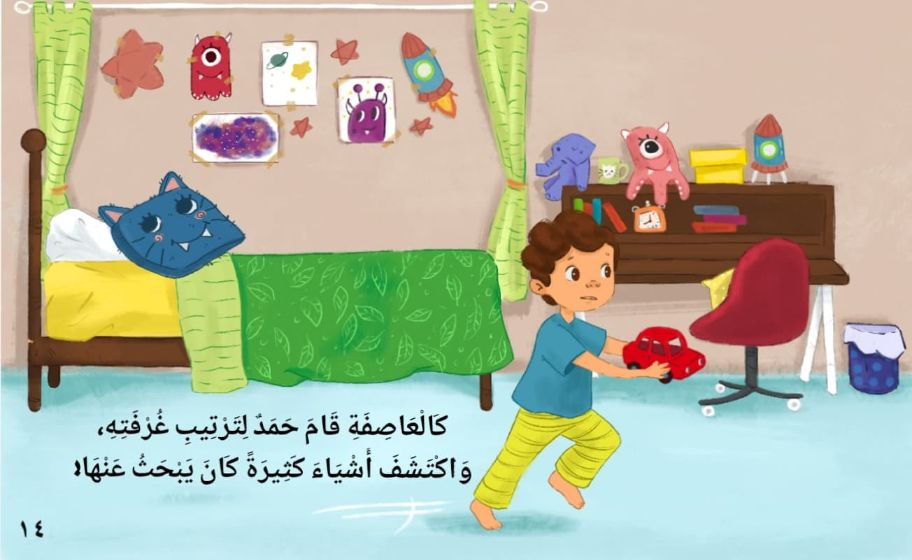 كَالْعَاصِفَةِ قَامَ حَمَدٌ لِتَرْتِيبِ غُرْفَتِهِ،
وَاكْتَشَفَ أَشْيَاءَ كَثِيرَةً كَانَ يَبْحَثُ عَنْهَا!
١٤